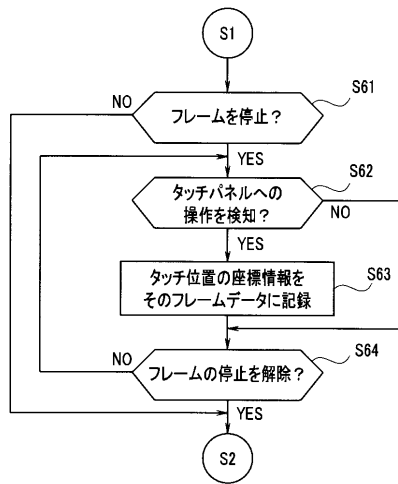 S1
NO
フレームを停止?
S61
YES
タッチパネルへの
操作を検知?
S62
NO
YES
タッチ位置の座標情報を
そのフレームデータに記録
S63
NO
フレームの停止を解除?
S64
YES
S2